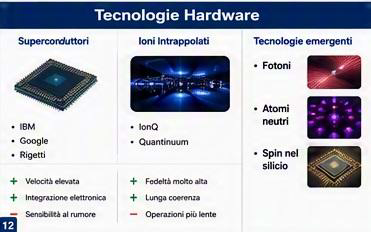 Tecnologie Hardware
Superconduttori
• IBM
• Google
• Rigetti
+ Velocità elevata
+ Integrazione elettronica
− Sensibilità al rumore
Ioni Intrappolati
• IonQ
• Quantinuum
+ Fedeltà molto alta
+ Lunga coerenza
− Operazioni più lente
Tecnologie emergenti
• Fotoni
• Atomi
neutri
• Spin nel
silicio
12